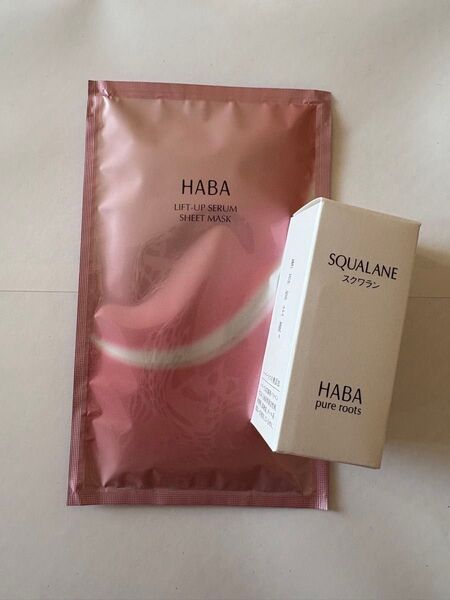 HABA
LIFT-UP SERUM
SHEET MASK
SQUALANE
スクワラン
HABA
pure roots